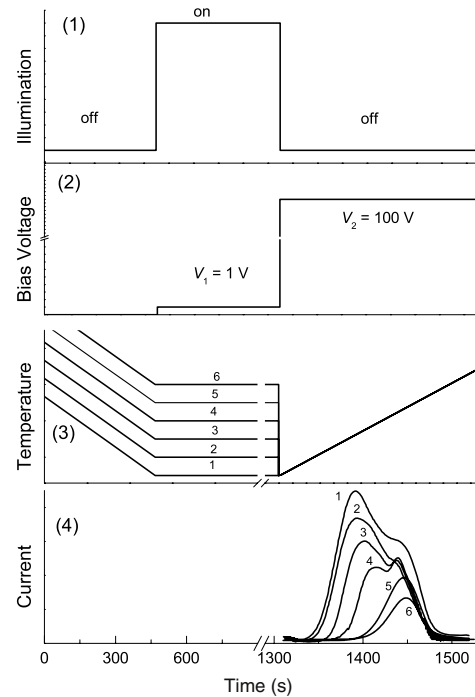 (1)
on
off
off
Illumination
(2)
V2 = 100 V
V1 = 1 V
Bias Voltage
6
5
4
3
2
1
(3)
Temperature
(4)
1
2
3
4
5
6
Current
0 600 1300 1400 1500
Time (s)